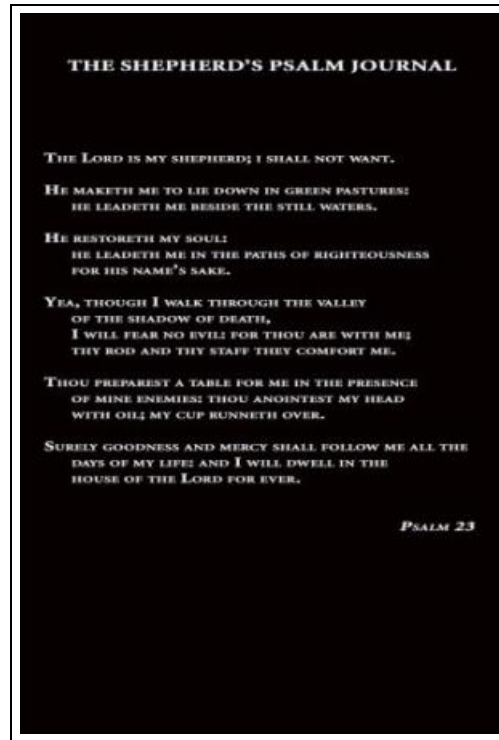 THE SHEPHERD'S PSALM JOURNAL
THE LORD IS MY SHEPHERD; I SHALL NOT WANT.
HE MAKETH ME TO LIE DOWN IN GREEN PASTURES:
HE LEADETH ME BESIDE THE STILL WATERS.
HE RESTORETH MY SOUL:
HE LEADETH ME IN THE PATHS OF RIGHTEOUSNESS
FOR HIS NAME'S SAKE.
YEA, THOUGH I WALK THROUGH THE VALLEY
OF THE SHADOW OF DEATH,
I WILL FEAR NO EVIL: FOR THOU ARE WITH ME;
THY ROD AND THY STAFF THEY COMFORT ME.
THOU PREPAREST A TABLE FOR ME IN THE PRESENCE
OF MINE ENEMIES: THOU ANOINTEST MY HEAD
WITH OIL; MY CUP RUNNETH OVER.
SURELY GOODNESS AND MERCY SHALL FOLLOW ME ALL THE
DAYS OF MY LIFE: AND I WILL DWELL IN THE
HOUSE OF THE LORD FOR EVER.
PSALM 23